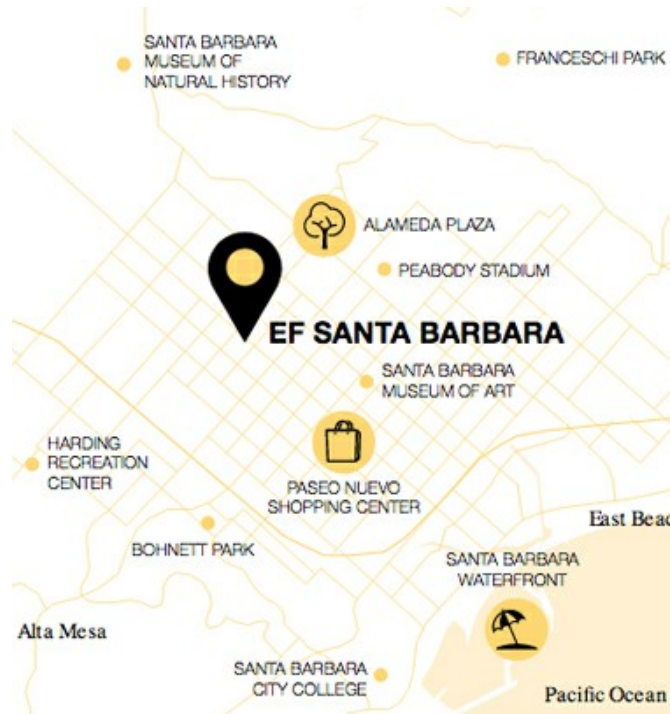 SANTA BARBARA
MUSEUM OF
NATURAL HISTORY
FRANCESCHI PARK
ALAMEDA PLAZA
PEABODY STADIUM
EF SANTA BARBARA
SANTA BARBARA
MUSEUM OF ART
HARDING
RECREATION
CENTER
PASEO NUEVO
SHOPPING CENTER
East Beac
BOHNETT PARK
SANTA BARBARA
WATERFRONT
Alta Mesa
SANTA BARBARA
CITY COLLEGE
Pacific Ocean